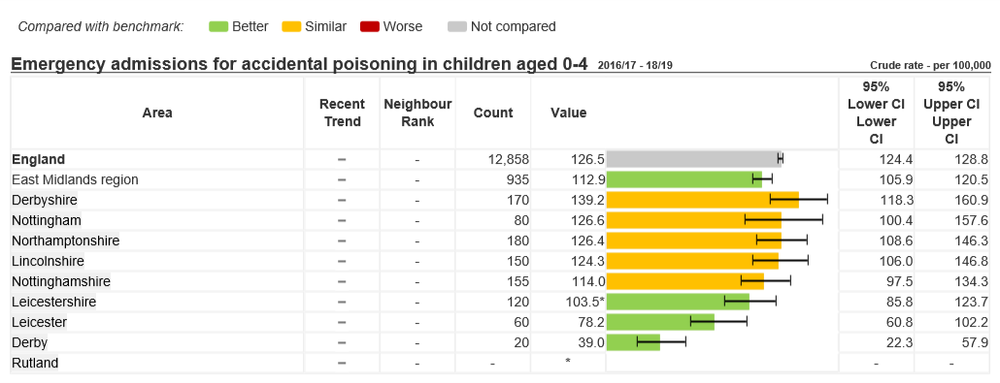 Compared with benchmark: Better Similar Worse Not compared
Emergency admissions for accidental poisoning in children aged 0-4 2016/17 - 18/19 Crude rate - per 100,000
Area Recent Trend Neighbour Rank Count Value 95% Lower CI Lower CI 95% Upper CI Upper CI
England – - 12,858 126.5 124.4 128.8
East Midlands region – - 935 112.9 105.9 120.5
Derbyshire – - 170 139.2 118.3 160.9
Nottingham – - 80 126.6 100.4 157.6
Northamptonshire – - 180 126.4 108.6 146.3
Lincolnshire – - 150 124.3 106.0 146.8
Nottinghamshire – - 155 114.0 97.5 134.3
Leicestershire – - 120 103.5* 85.8 123.7
Leicester – - 60 78.2 60.8 102.2
Derby – - 20 39.0 22.3 57.9
Rutland – - - * - -